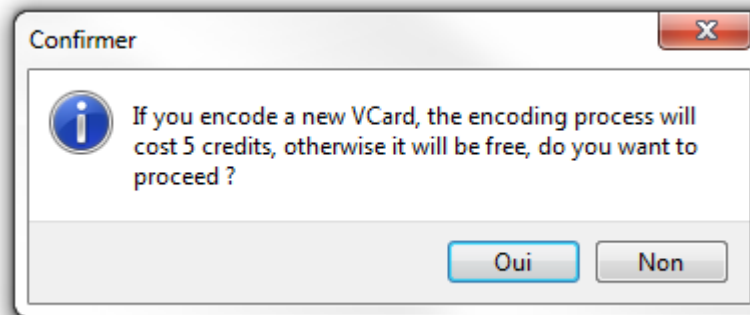 Confirmer
If you encode a new VCard, the encoding process will
cost 5 credits, otherwise it will be free, do you want to
proceed ?
Oui Non